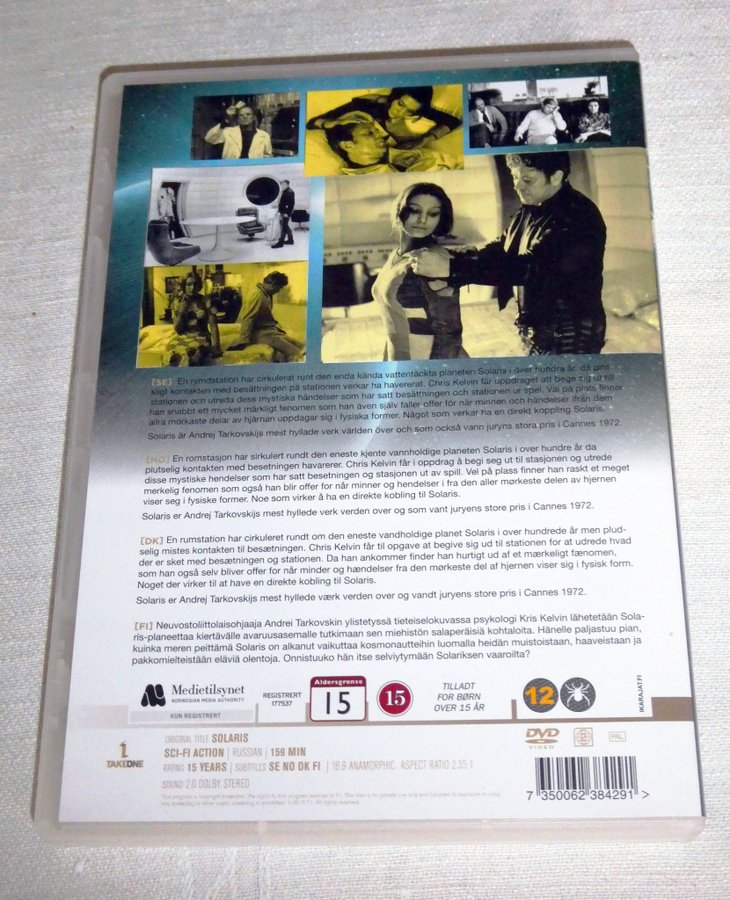 [SE] En rymdstation har cirkulerat runt den enda kända vattentäckta planeten Solaris i över hundra år, då plöt-
sligt kontakten med besättningen på stationen verkar ha havererat. Chris Kelvin får uppdraget att bege sig ut till
stationen och utreda dess mystiska händelser som har satt besättningen och stationen ur spel. Väl på plats finner
han snabbt ett mycket märkligt fenomen som han även själv faller offer för när minnen och händelser ifrån den
allra mörkaste delar av hjärnan uppdagar sig i fysiska former. Något som verkar ha en direkt koppling Solaris.
Solaris är Andrej Tarkovskijs mest hyllade verk världen över och som också vann juryns stora pris i Cannes 1972.
[NO] En romstasjon har sirkulert rundt den eneste kjente vannholdige planeten Solaris i over hundre år da
plutselig kontakten med besetningen havarerer. Chris Kelvin får i oppdrag å begi seg ut til stasjonen og utrede
disse mystiske hendelser som har satt besetningen og stasjonen ut av spill. Vel på plass finner han raskt et meget
merkelig fenomen som også han blir offer for når minner og hendelser i fra den aller mørkeste delen av hjernen
viser seg i fysiske former. Noe som virker å ha en direkte kobling til Solaris.
Solaris er Andrej Tarkovskijs mest hyllede verk verden over og som vant juryens store pris i Cannes 1972.
[DK] En rumstation har cirkuleret rundt om den eneste vandholdige planet Solaris i over hundrede år men plud-
selig mistes kontakten til besætningen. Chris Kelvin får til opgave at begive sig ud til stationen for at udrede hvad
der er sket med besætningen og stationen. Da han ankommer finder han hurtigt ud af et mærkeligt fænomen,
som han også selv bliver offer for når minder og hændelser fra den mørkeste del af hjernen viser sig i fysisk form.
Noget der virker til at have en direkte kobling til Solaris.
Solaris er Andrej Tarkovskijs mest hyllede værk verden over og vandt juryens store pris i Cannes 1972.
[FI] Neuvostoliittolaisohjaaja Andrei Tarkovskin ylistetyssä tieteiselokuvassa psykologi Kris Kelvin lähetetään Sola-
ris-planeettaa kiertävälle avaruusasemalle tutkimaan sen miehistön salaperäisiä kohtaloita. Hänelle paljastuu pian,
kuinka meren peittämä Solaris on alkanut vaikuttaa kosmonautteihin luomalla heidän muistoistaan, haaveistaan ja
pakkomielteistään eläviä olentoja. Onnistuuko hän itse selviytymään Solariksen vaaroilta?
Medietilsynet
NORWEGIAN MEDIA AUTHORITY
KUN REGISTRERT
REGISTRERT
177537
Aldersgrense
15
15
TILLADT
FOR BØRN
OVER 15 ÅR
12
IKARAJAT.FI
TAKEONE
ORIGINAL TITLE SOLARIS
SCI-FI ACTION | RUSSIAN | 159 MIN
RATING 15 YEARS | SUBTITLES SE NO DK FI | 16:9 ANAMORPHIC ASPECT RATIO 2.35:1
SOUND 2.0 DOLBY STEREO
DVD
VIDEO
2
PAL
7 350062 384291 >